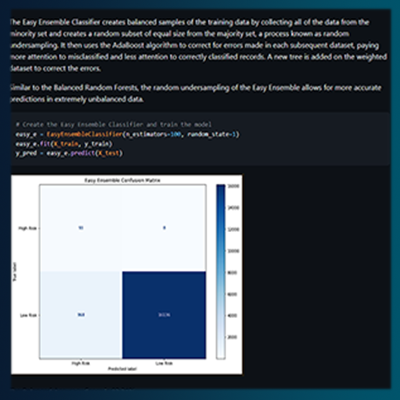 The Easy Ensemble Classifier creates balanced samples of the training data by collecting all of the data from the
minority set and creates a random subset of equal size from the majority set, a process known as random
undersampling. It then uses the AdaBoost algorithm to correct for errors made in each subsequent dataset, paying
more attention to misclassified and less attention to correctly classified records. A new tree is added on the weighted
dataset to correct the errors.
Similar to the Balanced Random Forests, the random undersampling of the Easy Ensemble allows for more accurate
predictions in extremely unbalanced data.
# Create the Easy Ensemble Classifier and train the model
easy_e = EasyEnsembleClassifier(n_estimators=100, random_state=1)
easy_e.fit(X_train, y_train)
y_pred = easy_e.predict(X_test)
Easy Ensemble Confusion Matrix
16000
14000
12000
10000
8000
6000
4000
2000
High Risk
Low Risk
True label
High Risk
Low Risk
Predicted label